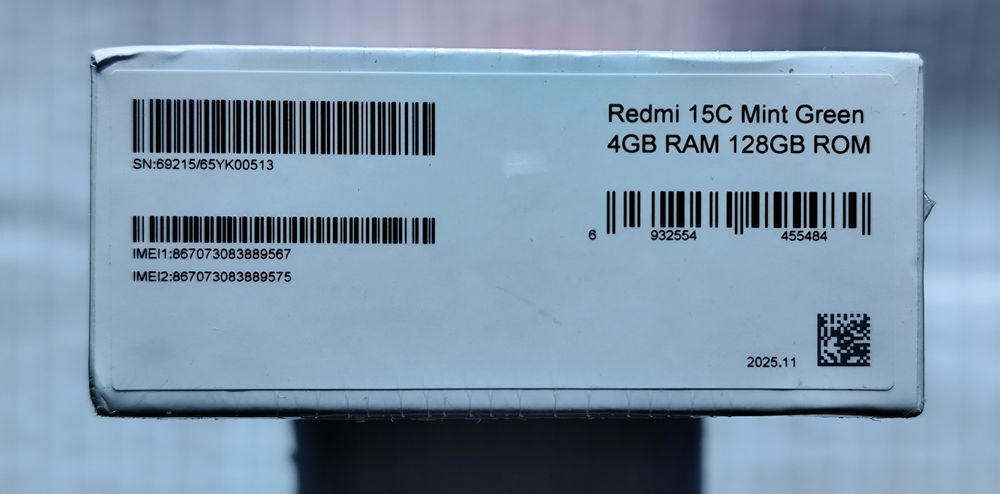 SN:69215/65YK00513
IMEI1:867073083889567
IMEI2:867073083889575
Redmi 15C Mint Green
4GB RAM 128GB ROM
6 932554 455484
2025.11